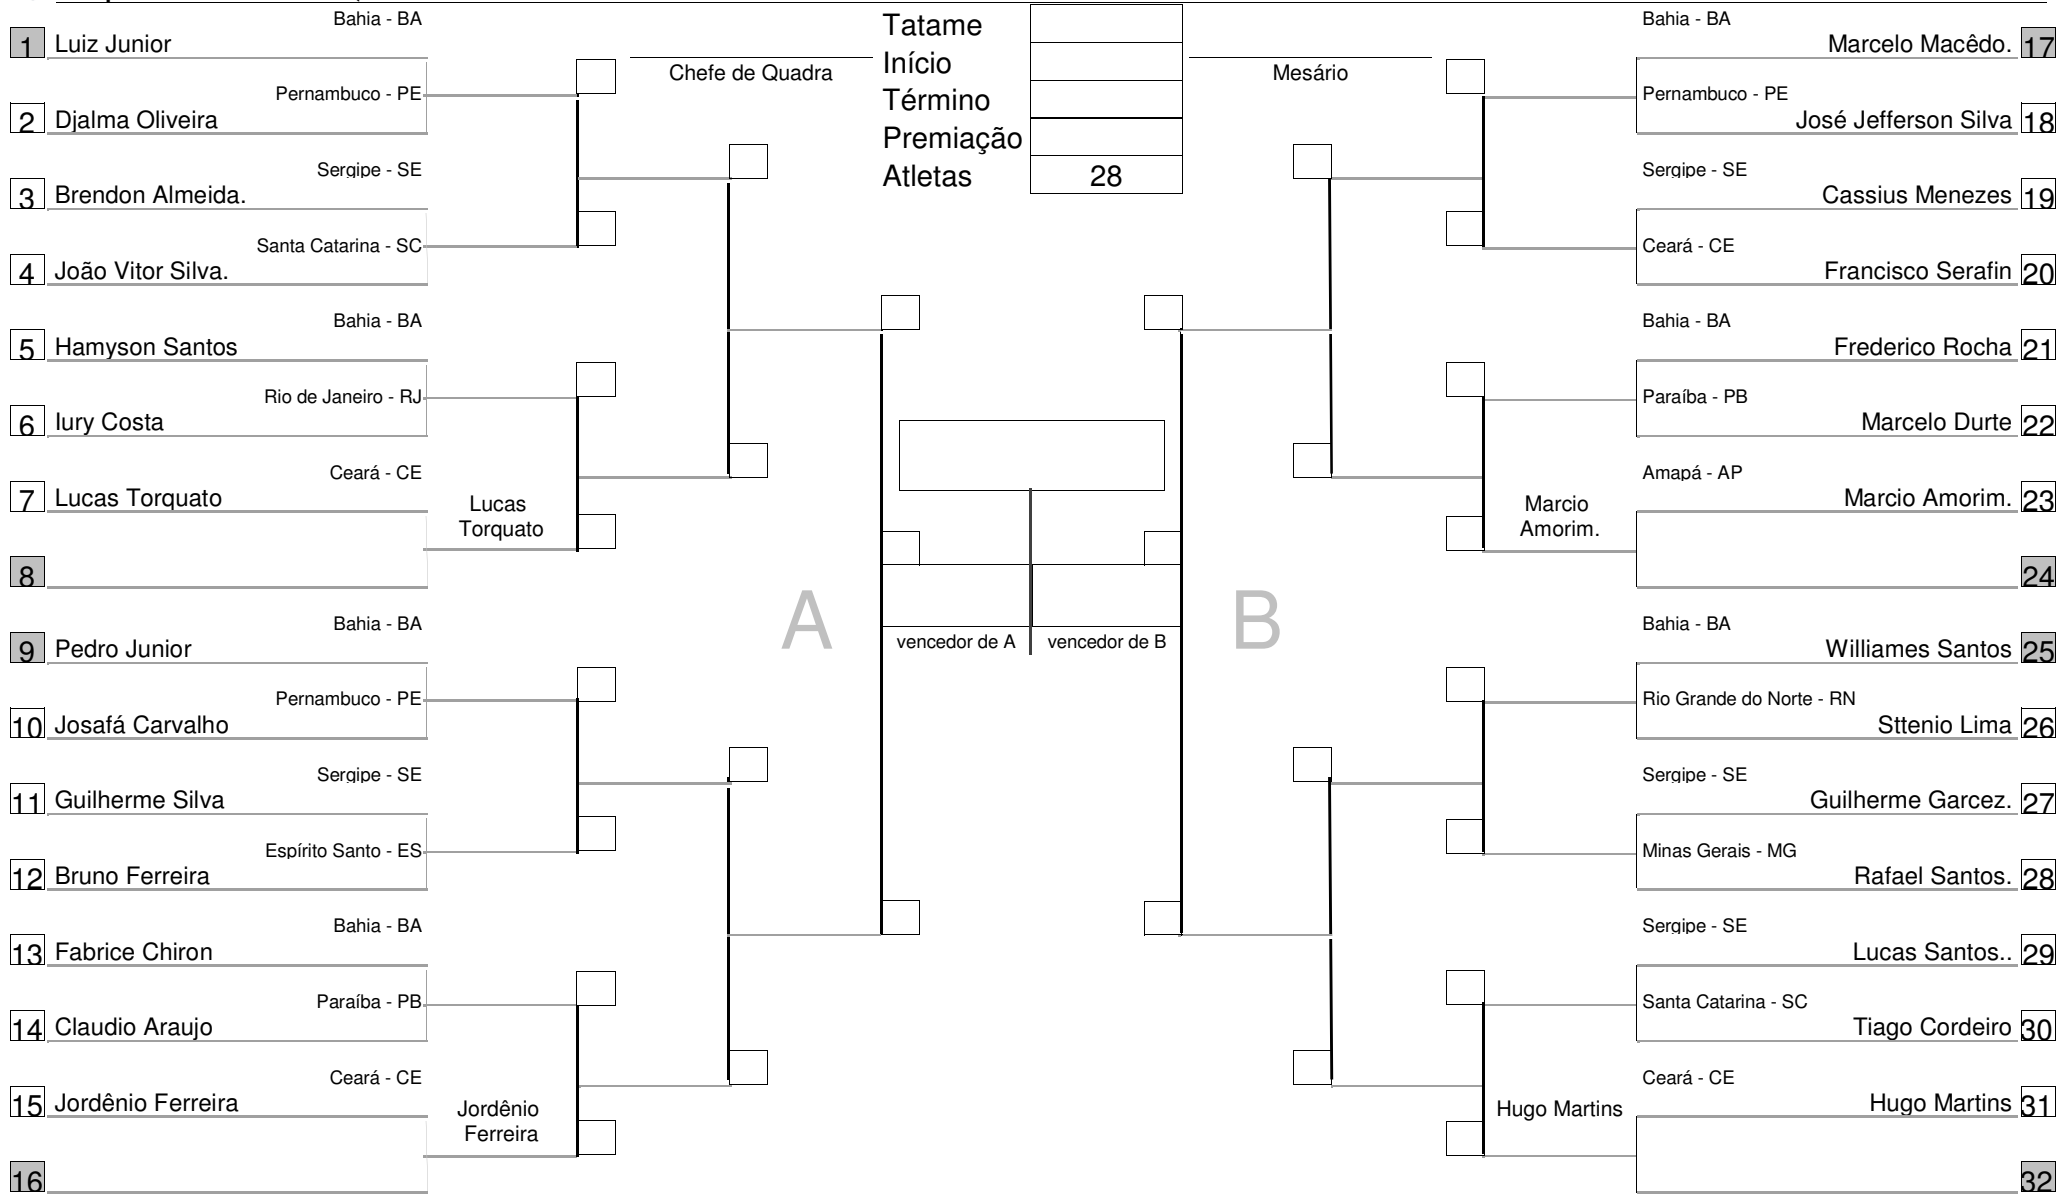 Bahia - BA
1 Luiz Junior
Pernambuco - PE
2 Djalma Oliveira
Sergipe - SE
3 Brendon Almeida.
Santa Catarina - SC
4 João Vitor Silva.
Bahia - BA
5 Hamyson Santos
Rio de Janeiro - RJ
6 Iury Costa
Ceará - CE
7 Lucas Torquato
8
Lucas
Torquato
Bahia - BA
9 Pedro Junior
Pernambuco - PE
10 Josafá Carvalho
Sergipe - SE
11 Guilherme Silva
Espírito Santo - ES
12 Bruno Ferreira
Bahia - BA
13 Fabrice Chiron
Paraíba - PB
14 Claudio Araujo
Ceará - CE
15 Jordênio Ferreira
16
Jordênio
Ferreira
Chefe de Quadra
Tatame
Início
Término
Premiação
Atletas 28
Mesário
A
B
vencedor de A
vencedor de B
Bahia - BA
Marcelo Macêdo. 17
Pernambuco - PE
José Jefferson Silva 18
Sergipe - SE
Cassius Menezes 19
Ceará - CE
Francisco Serafin 20
Bahia - BA
Frederico Rocha 21
Paraíba - PB
Marcelo Durte 22
Amapá - AP
Marcio Amorim. 23
24
Marcio
Amorim.
Bahia - BA
Williames Santos 25
Rio Grande do Norte - RN
Sttenio Lima 26
Sergipe - SE
Guilherme Garcez. 27
Minas Gerais - MG
Rafael Santos. 28
Sergipe - SE
Lucas Santos.. 29
Santa Catarina - SC
Tiago Cordeiro 30
Ceará - CE
Hugo Martins 31
32
Hugo Martins